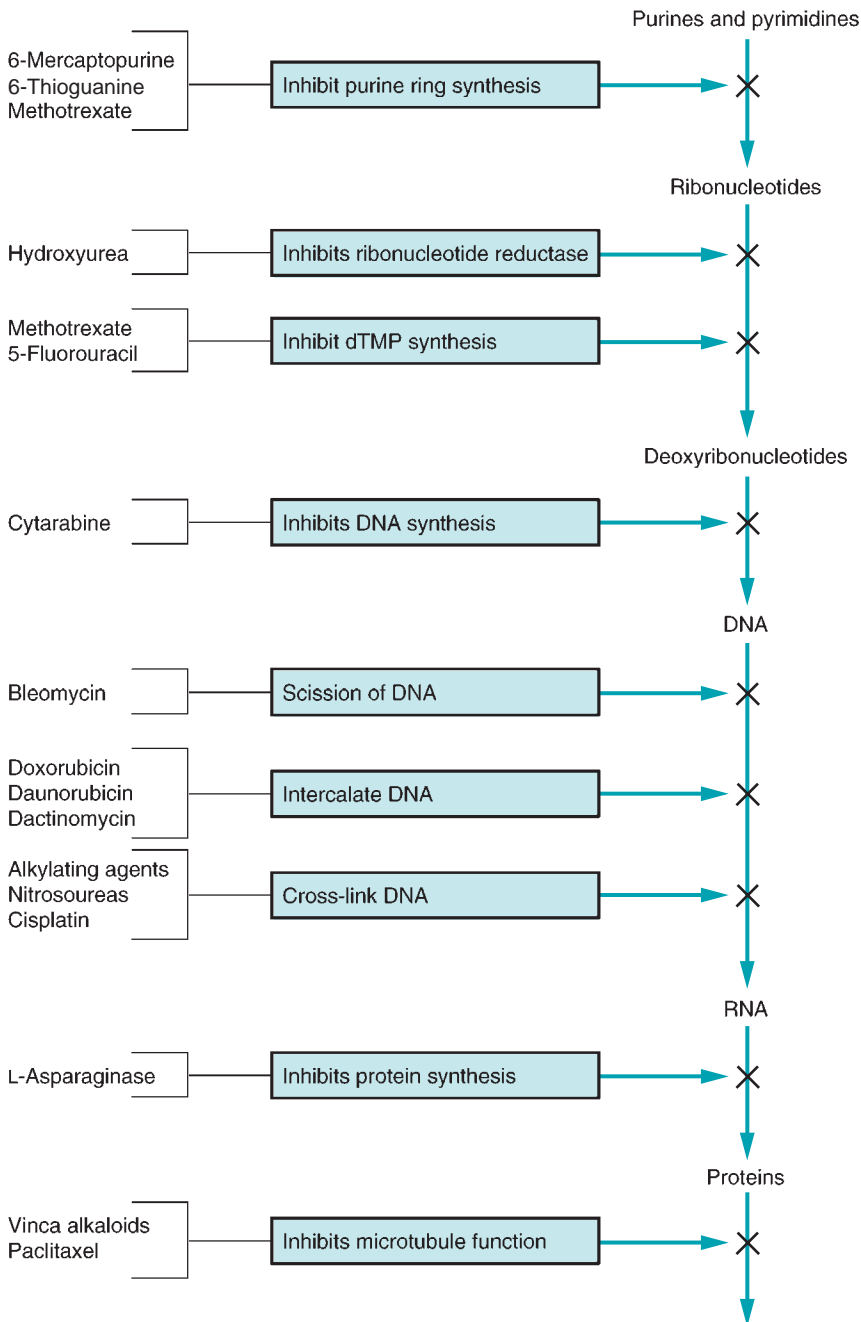 Purines and pyrimidines
6-Mercaptopurine
6-Thioguanine
Methotrexate
Inhibit purine ring synthesis
Ribonucleotides
Hydroxyurea
Inhibits ribonucleotide reductase
Methotrexate
5-Fluorouracil
Inhibit dTMP synthesis
Deoxyribonucleotides
Cytarabine
Inhibits DNA synthesis
DNA
Bleomycin
Scission of DNA
Doxorubicin
Daunorubicin
Dactinomycin
Intercalate DNA
Alkylating agents
Nitrosoureas
Cisplatin
Cross-link DNA
RNA
L-Asparaginase
Inhibits protein synthesis
Proteins
Vinca alkaloids
Paclitaxel
Inhibits microtubule function